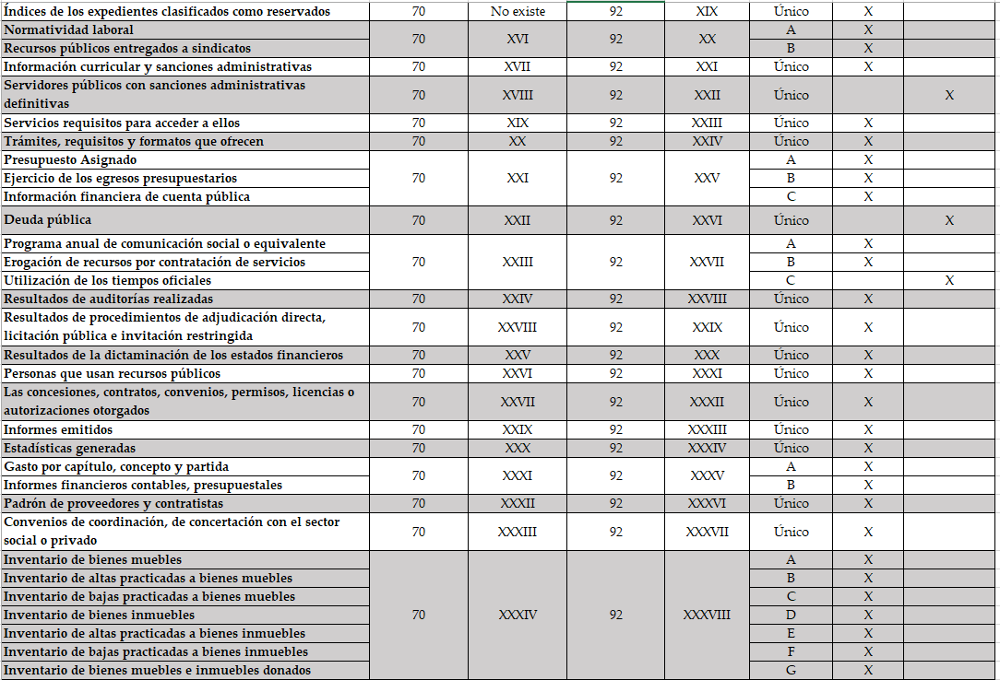 Índices de los expedientes clasificados como reservados 70 No existe 92 XIX Único X
Normatividad laboral 70 XVI 92 XX A X
Recursos públicos entregados a sindicatos B X
Información curricular y sanciones administrativas 70 XVII 92 XXI Único X
Servidores públicos con sanciones administrativas
definitivas 70 XVIII 92 XXII Único X
Servicios requisitos para acceder a ellos 70 XIX 92 XXIII Único X
Trámites, requisitos y formatos que ofrecen 70 XX 92 XXIV Único X
Presupuesto Asignado A X
Ejercicio de los egresos presupuestarios 70 XXI 92 XXV B X
Información financiera de cuenta pública C X
Deuda pública 70 XXII 92 XXVI Único X
Programa anual de comunicación social o equivalente A X
Erogación de recursos por contratación de servicios 70 XXIII 92 XXVII B X
Utilización de los tiempos oficiales C X
Resultados de auditorías realizadas 70 XXIV 92 XXVIII Único X
Resultados de procedimientos de adjudicación directa,
licitación pública e invitación restringida 70 XXVIII 92 XXIX Único X
Resultados de la dictaminación de los estados financieros 70 XXV 92 XXX Único X
Personas que usan recursos públicos 70 XXVI 92 XXXI Único X
Las concesiones, contratos, convenios, permisos, licencias o
autorizaciones otorgados 70 XXVII 92 XXXII Único X
Informes emitidos 70 XXIX 92 XXXIII Único X
Estadísticas generadas 70 XXX 92 XXXIV Único X
Gasto por capítulo, concepto y partida 70 XXXI 92 XXXV A X
Informes financieros contables, presupuestales B X
Padrón de proveedores y contratistas 70 XXXII 92 XXXVI Único X
Convenios de coordinación, de concertación con el sector
social o privado 70 XXXIII 92 XXXVII Único X
Inventario de bienes muebles A X
Inventario de altas practicadas a bienes muebles B X
Inventario de bajas practicadas a bienes muebles C X
Inventario de bienes inmuebles 70 XXXIV 92 XXXVIII D X
Inventario de altas practicadas a bienes inmuebles E X
Inventario de bajas practicadas a bienes inmuebles F X
Inventario de bienes muebles e inmuebles donados G X